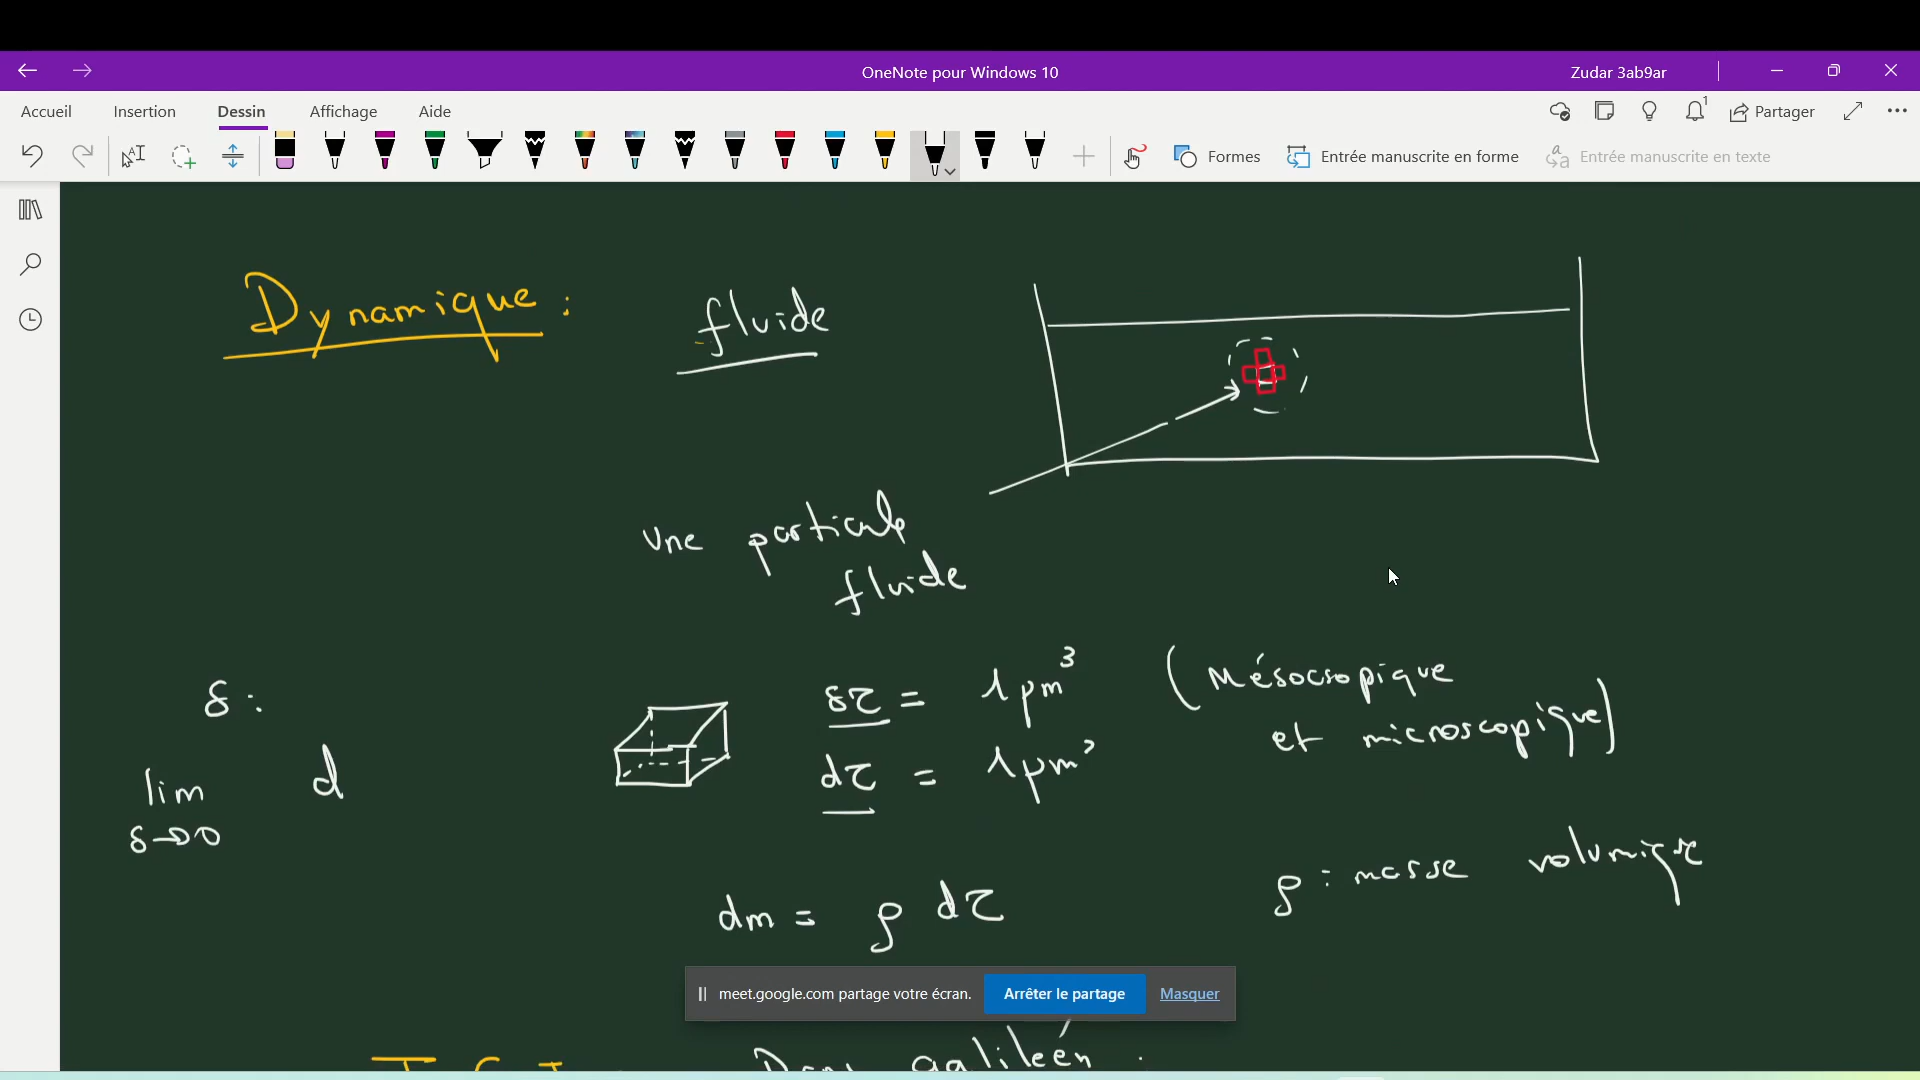 OneNote pour Windows 10
Zudar 3ab9ar
Accueil Insertion Dessin Affichage Aide
1
Partager
Formes
Entrée manuscrite en forme
Entrée manuscrite en texte
Dynamique :
fluide
une particule
fluide
δ :
δτ = 1 μm³
(Mésocsopique
et microscopique)
lim
δ→0
d
dτ = 1 μm³
ρ : masse volumique
dm = ρ dτ
meet.google.com partage votre écran.
Arrêter le partage
Masquer
galiléen :